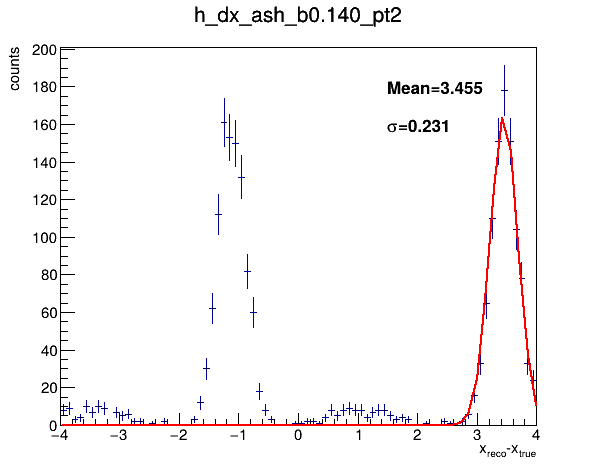 h_dx_ash_b0.140_pt2
counts
200
180
160
140
120
100
80
60
40
20
0
Mean=3.455
σ=0.231
−4 −3 −2 −1 0 1 2 3 4
x_reco-x_true